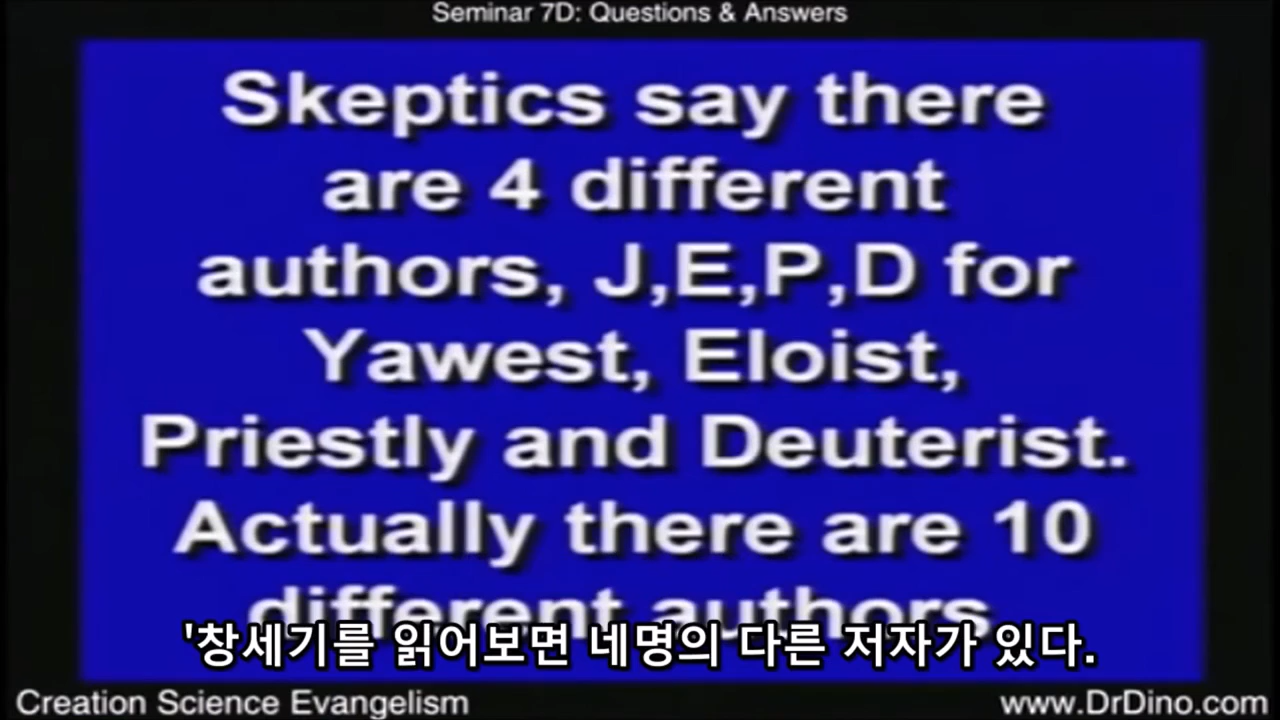 Seminar 7D: Questions & Answers
Skeptics say there
are 4 different
authors, J,E,P,D for
Yawest, Eloist,
Priestly and Deuterist.
Actually there are 10
different authors.
'창세기를 읽어보면 네명의 다른 저자가 있다.
Creation Science Evangelism
www.DrDino.com